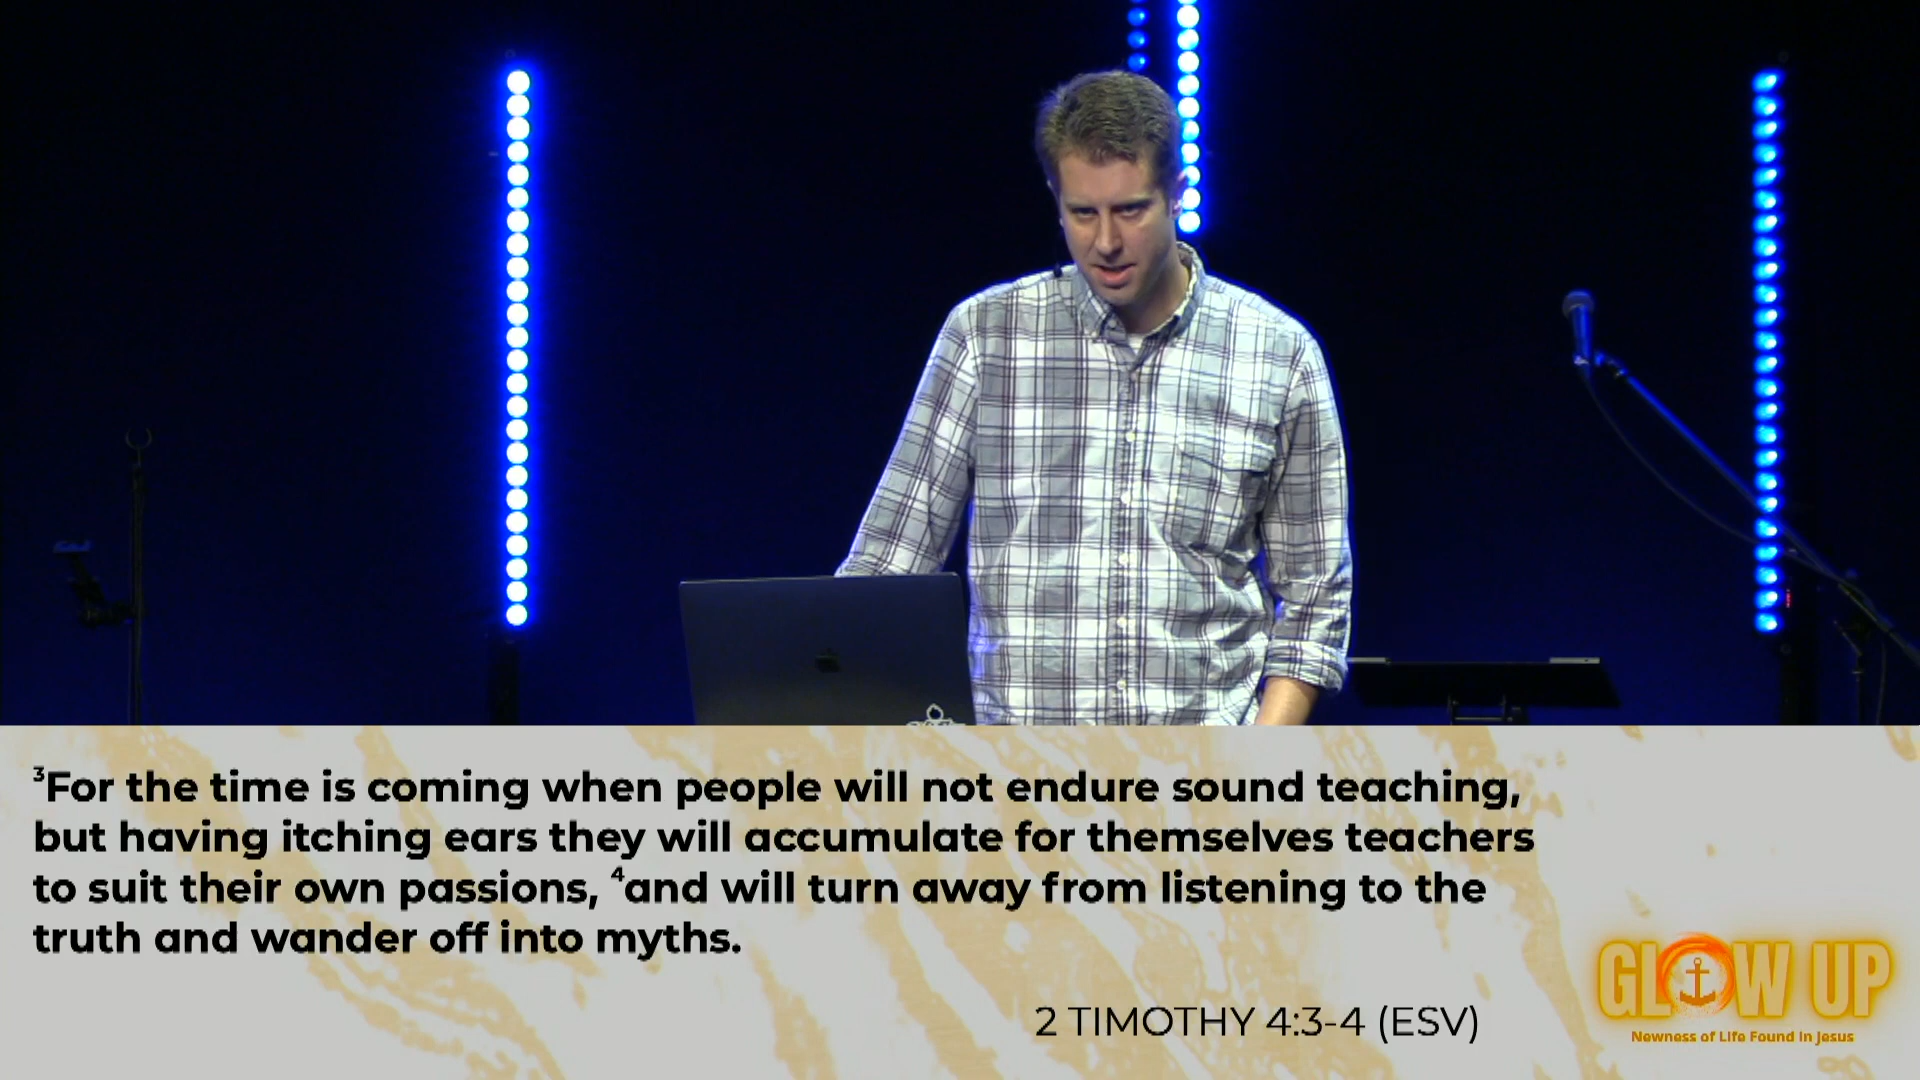 ³For the time is coming when people will not endure sound teaching,
but having itching ears they will accumulate for themselves teachers
to suit their own passions, ⁴and will turn away from listening to the
truth and wander off into myths.
2 TIMOTHY 4:3-4 (ESV)
GLOW UP
Newness of Life Found in Jesus